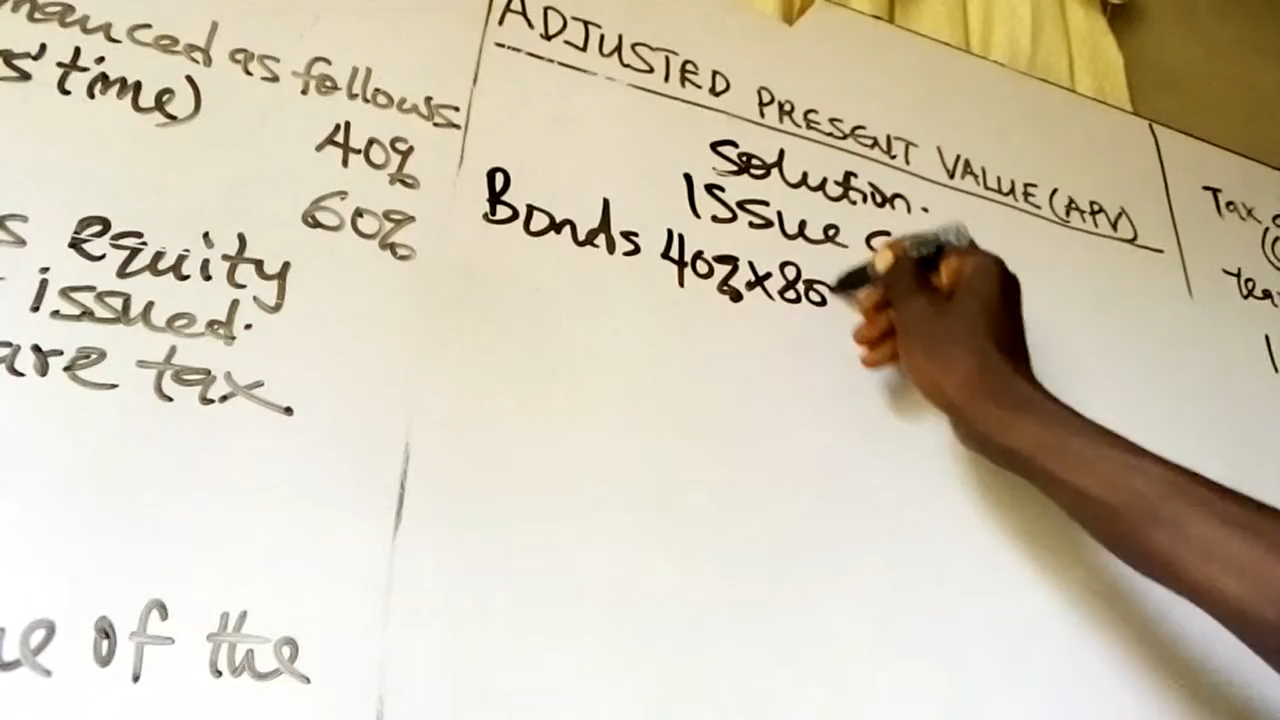 nanced as follows
s' time)
40%
60%
s equity
issued.
are tax
e of the
ADJUSTED PRESENT VALUE (APV)
Solution.
Issue
Bonds 40% x 80
Tax